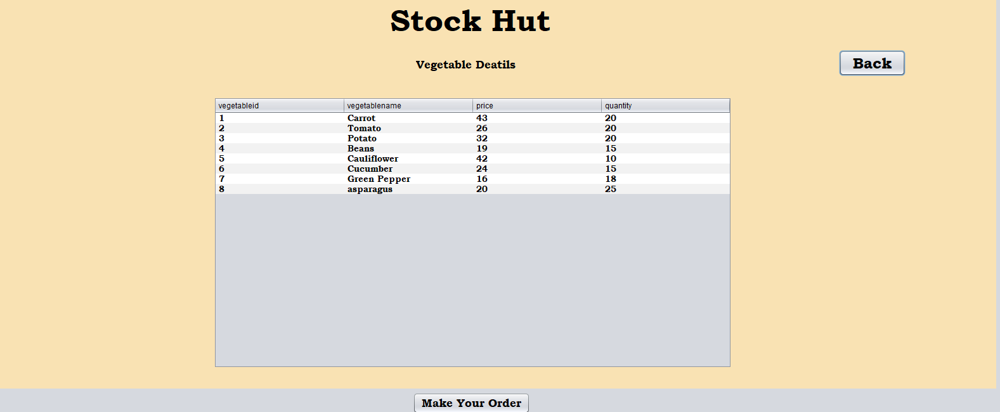 Stock Hut
Vegetable Deatils
Back
vegetableid vegetablename price quantity
1 Carrot 43 20
2 Tomato 26 20
3 Potato 32 20
4 Beans 19 15
5 Cauliflower 42 10
6 Cucumber 24 15
7 Green Pepper 16 18
8 asparagus 20 25
Make Your Order